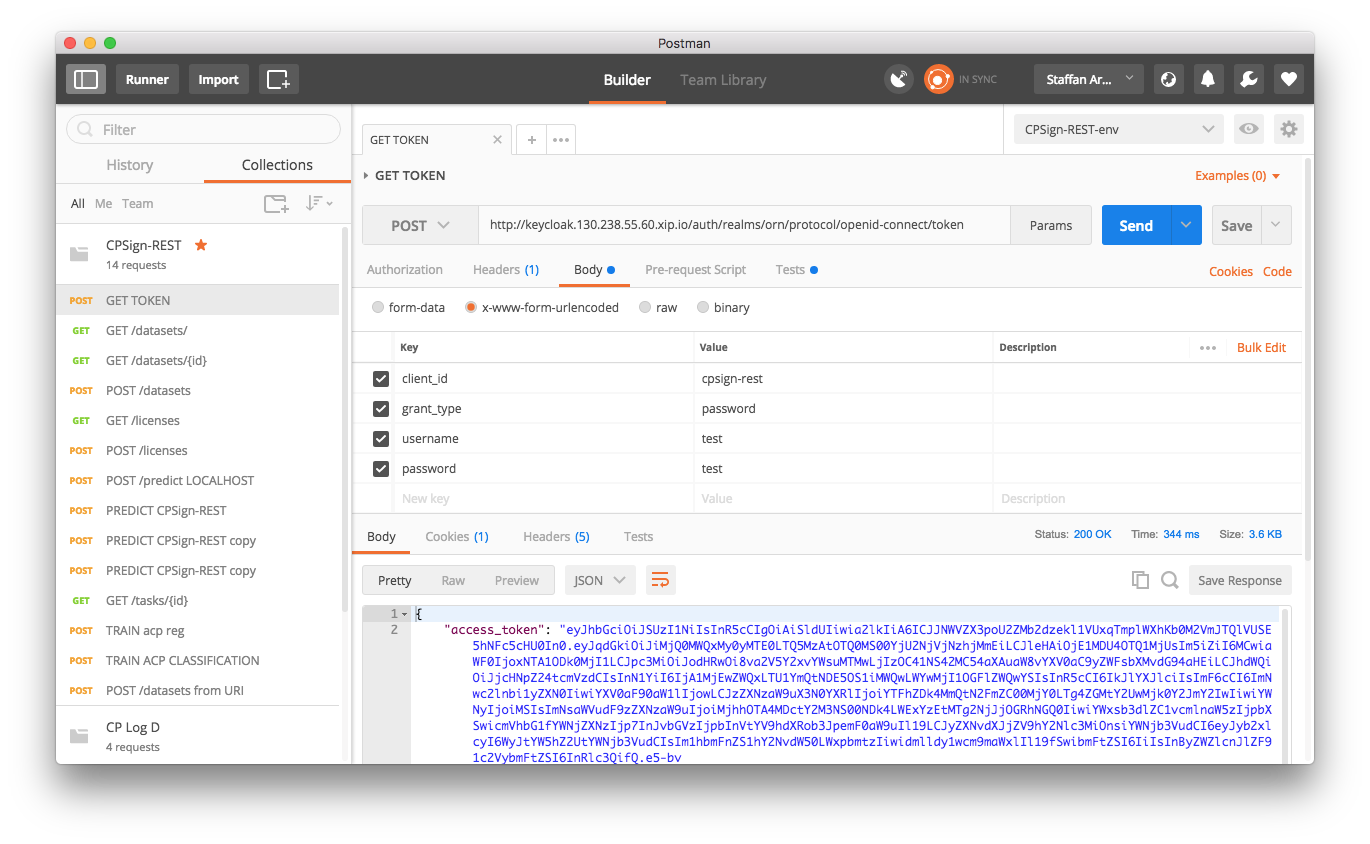 Postman
Runner Import Builder Team Library IN SYNC Staffan Ar...
Filter
History Collections
All Me Team
CPSign-REST
14 requests
POST GET TOKEN
GET GET /datasets/
GET GET /datasets/{id}
POST POST /datasets
GET GET /licenses
POST POST /licenses
POST POST /predict LOCALHOST
POST PREDICT CPSign-REST
POST PREDICT CPSign-REST copy
POST PREDICT CPSign-REST copy
GET GET /tasks/{id}
POST TRAIN acp reg
POST TRAIN ACP CLASSIFICATION
POST POST /datasets from URI
CP Log D
4 requests
GET TOKEN
CPSign-REST-env
GET TOKEN Examples (0)
POST http://keycloak.130.238.55.60.xip.io/auth/realms/orn/protocol/openid-connect/token Params Send Save
Authorization Headers (1) Body Pre-request Script Tests Cookies Code
form-data x-www-form-urlencoded raw binary
Key Value Description Bulk Edit
client_id cpsign-rest
grant_type password
username test
password test
New key Value Description
Body Cookies (1) Headers (5) Tests Status: 200 OK Time: 344 ms Size: 3.6 KB
Pretty Raw Preview JSON Save Response
1 {
2 "access_token":